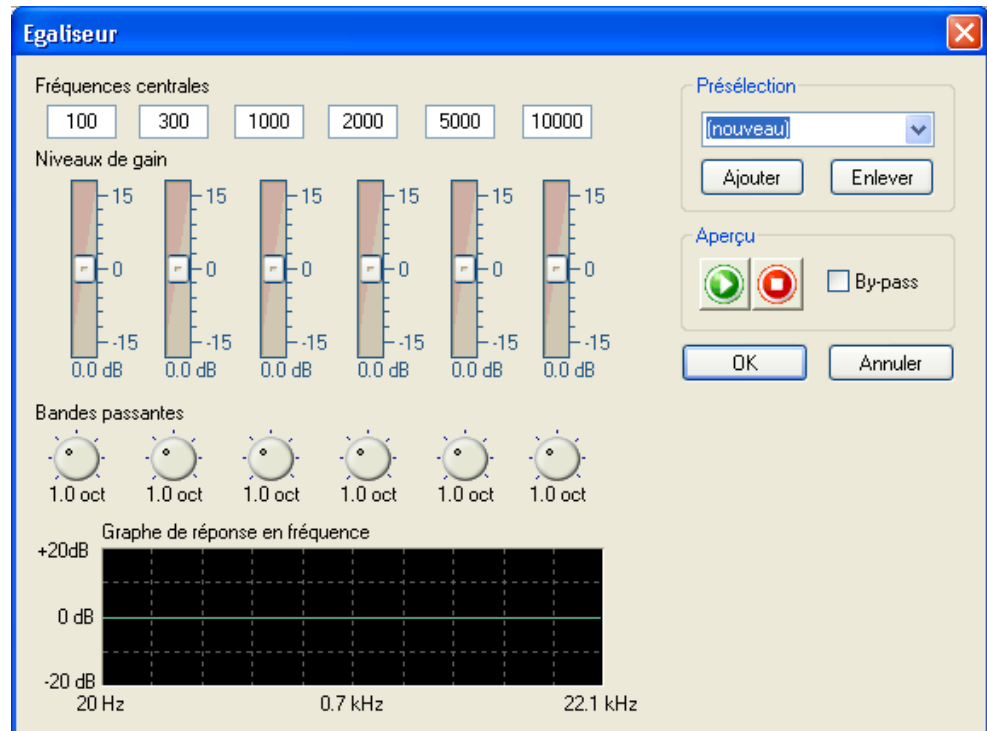 Egaliseur
Fréquences centrales
100 300 1000 2000 5000 10000
Niveaux de gain
15 15 15 15 15 15
0 0 0 0 0 0
-15 -15 -15 -15 -15 -15
0.0 dB 0.0 dB 0.0 dB 0.0 dB 0.0 dB 0.0 dB
Bandes passantes
1.0 oct 1.0 oct 1.0 oct 1.0 oct 1.0 oct 1.0 oct
Graphe de réponse en fréquence
+20dB
0 dB
-20 dB
20 Hz 0.7 kHz 22.1 kHz
Présélection
(nouveau)
Ajouter Enlever
Aperçu
By-pass
OK Annuler